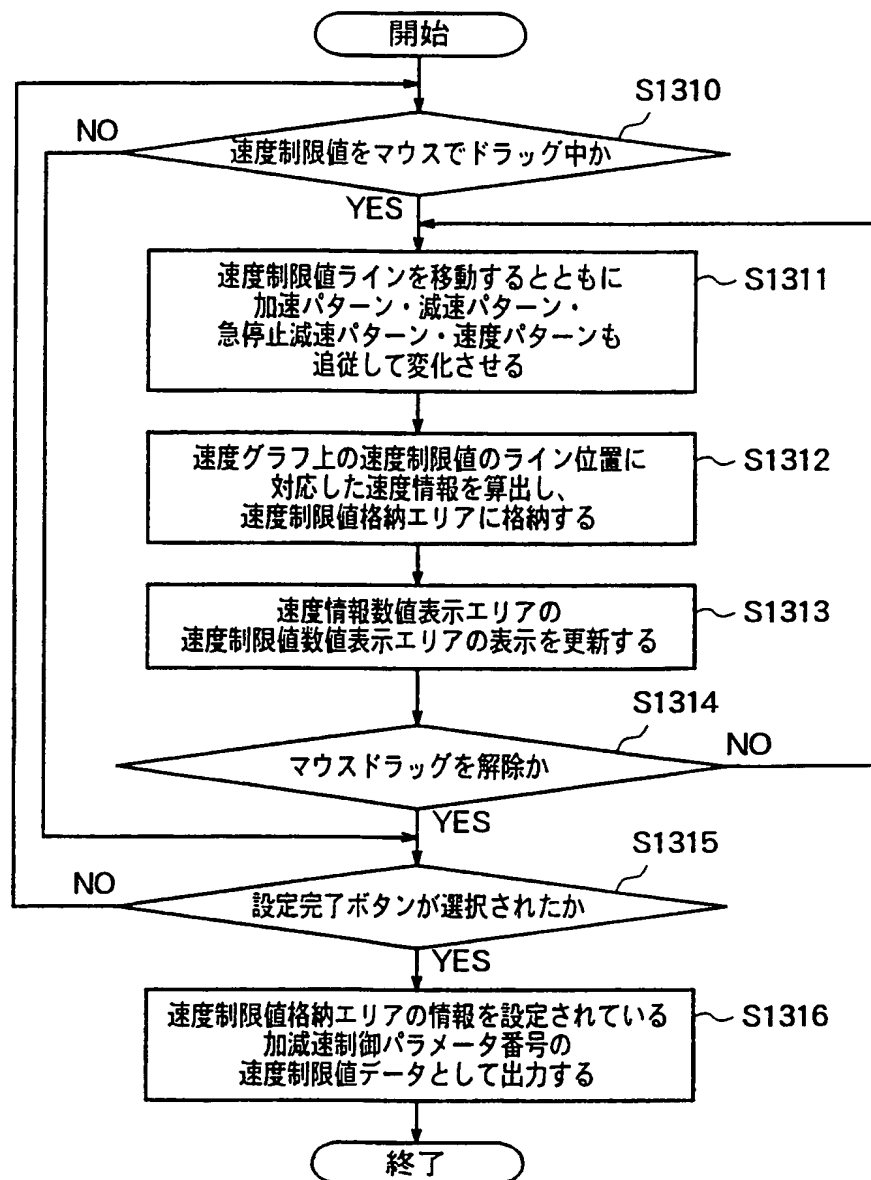 開始
S1310
NO
速度制限値をマウスでドラッグ中か
YES
速度制限値ラインを移動するとともに
加速パターン・減速パターン・
急停止減速パターン・速度パターンも
追従して変化させる
S1311
速度グラフ上の速度制限値のライン位置に
対応した速度情報を算出し、
速度制限値格納エリアに格納する
S1312
速度情報数値表示エリアの
速度制限値数値表示エリアの表示を更新する
S1313
S1314
マウスドラッグを解除か
NO
YES
S1315
NO
設定完了ボタンが選択されたか
YES
速度制限値格納エリアの情報を設定されている
加減速制御パラメータ番号の
速度制限値データとして出力する
S1316
終了